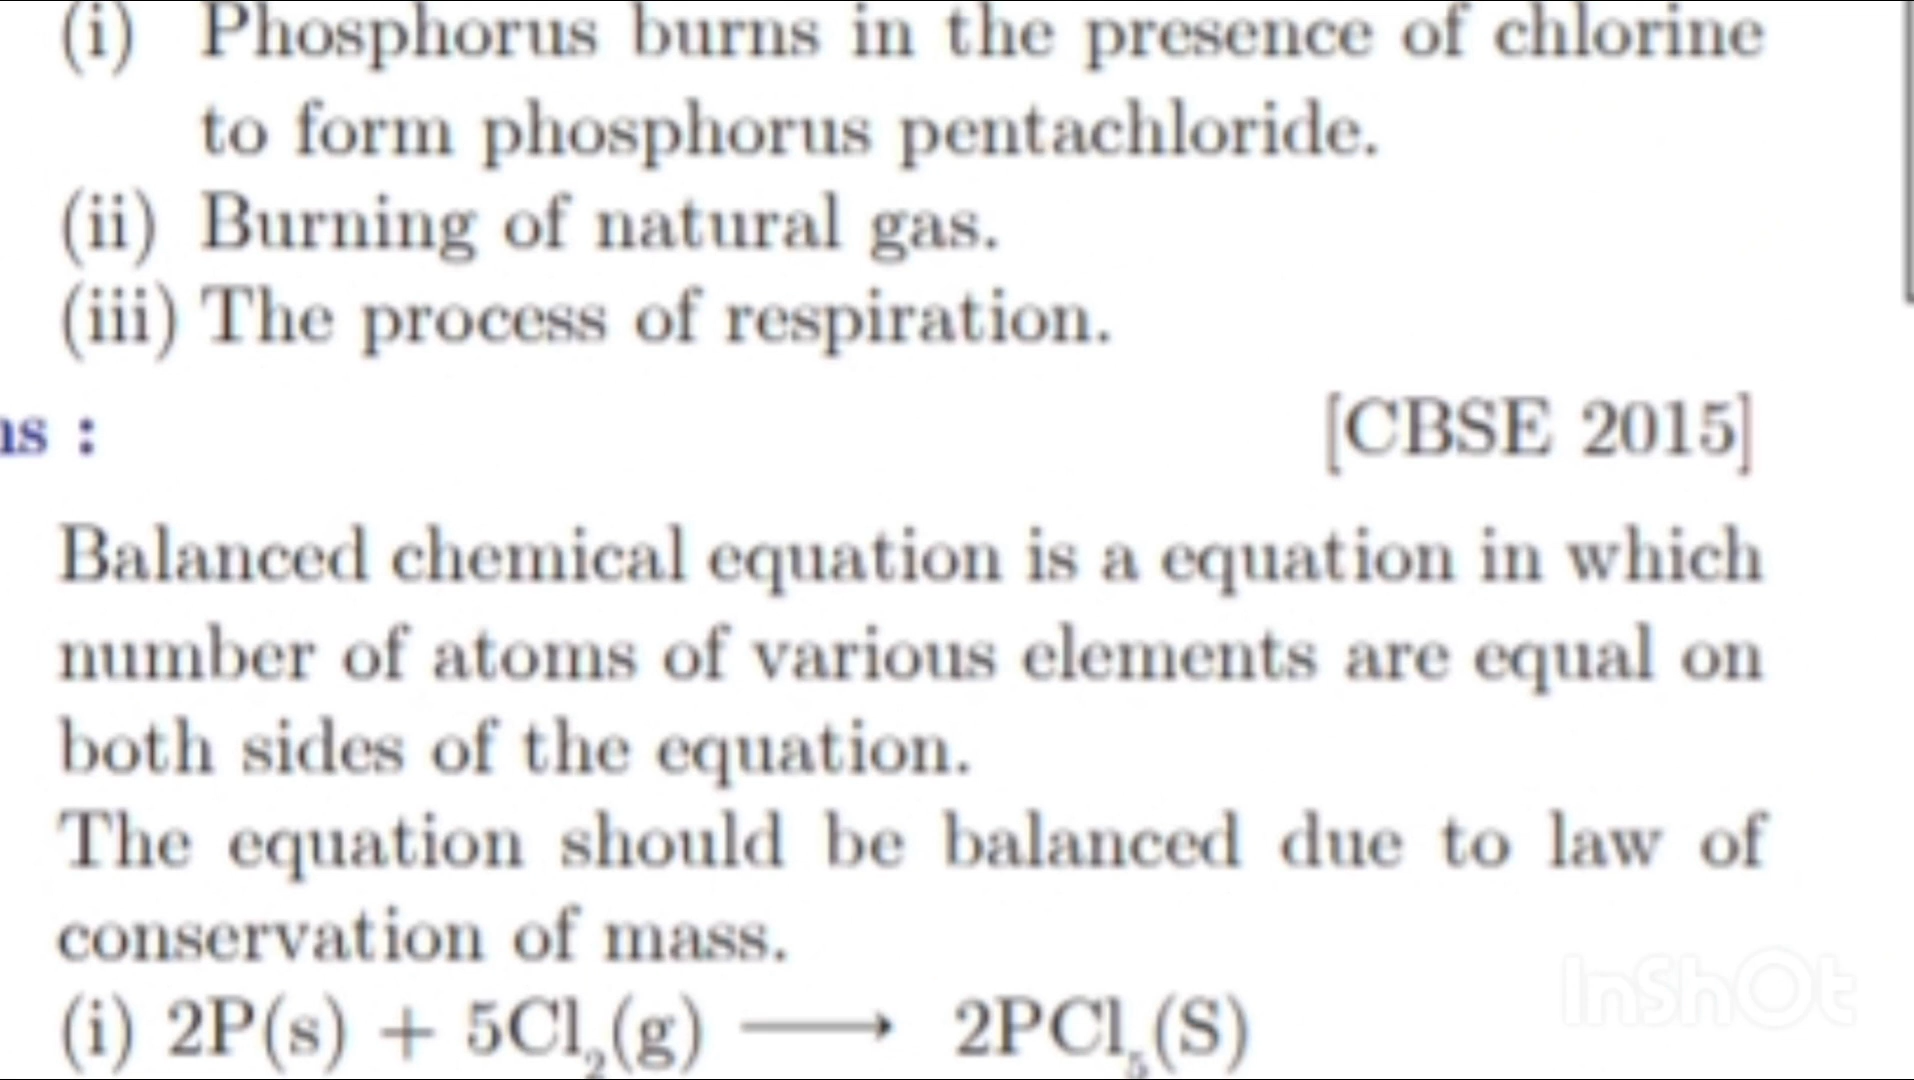 (i) Phosphorus burns in the presence of chlorine
to form phosphorus pentachloride.
(ii) Burning of natural gas.
(iii) The process of respiration.
ns : [CBSE 2015]
Balanced chemical equation is a equation in which
number of atoms of various elements are equal on
both sides of the equation.
The equation should be balanced due to law of
conservation of mass.
(i) 2P(s) + 5Cl₂(g) ⟶ 2PCl₅(S)
InShOt